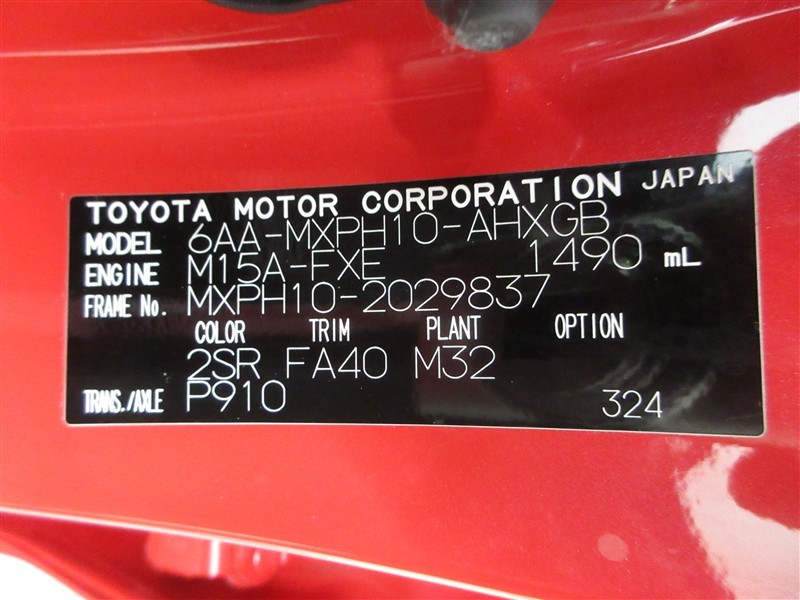 TOYOTA MOTOR CORPORATION JAPAN
MODEL 6AA-MXPH10-AHXGB
ENGINE M15A-FXE 1490 mL
FRAME No. MXPH10-2029837
COLOR TRIM PLANT OPTION
2SR FA40 M32
TRANS./AXLE P910 324